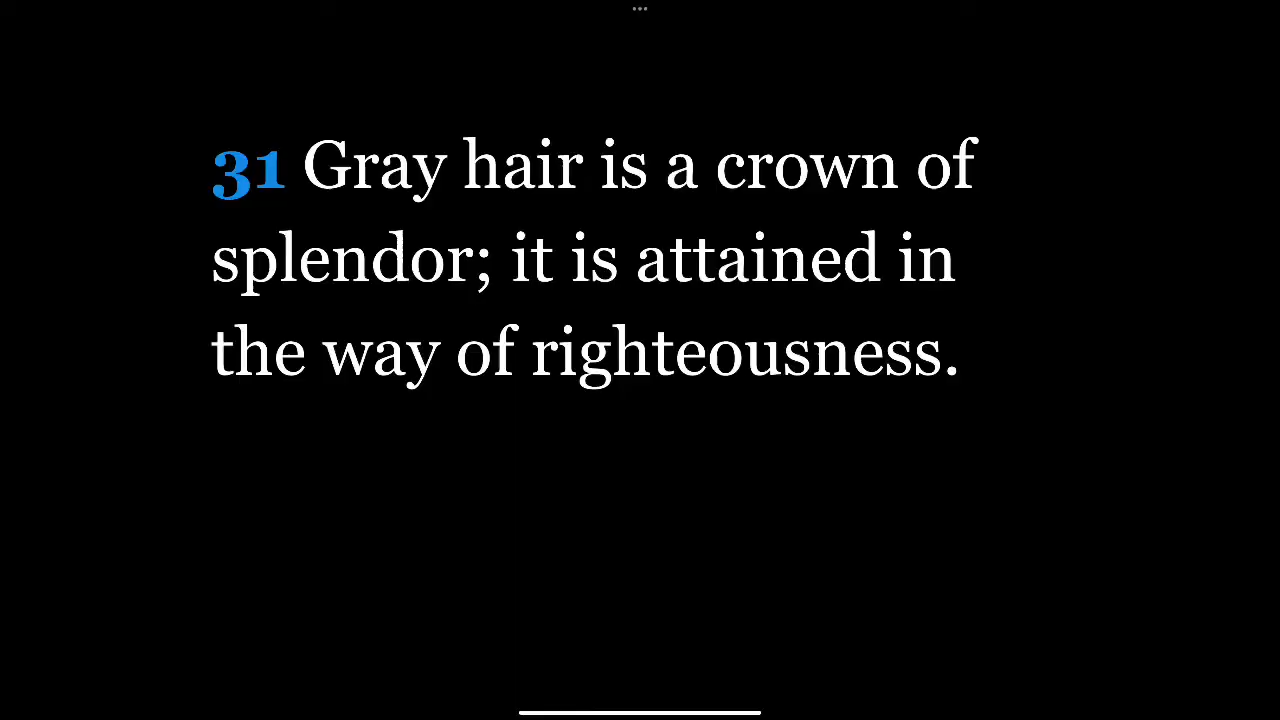 31 Gray hair is a crown of
splendor; it is attained in
the way of righteousness.